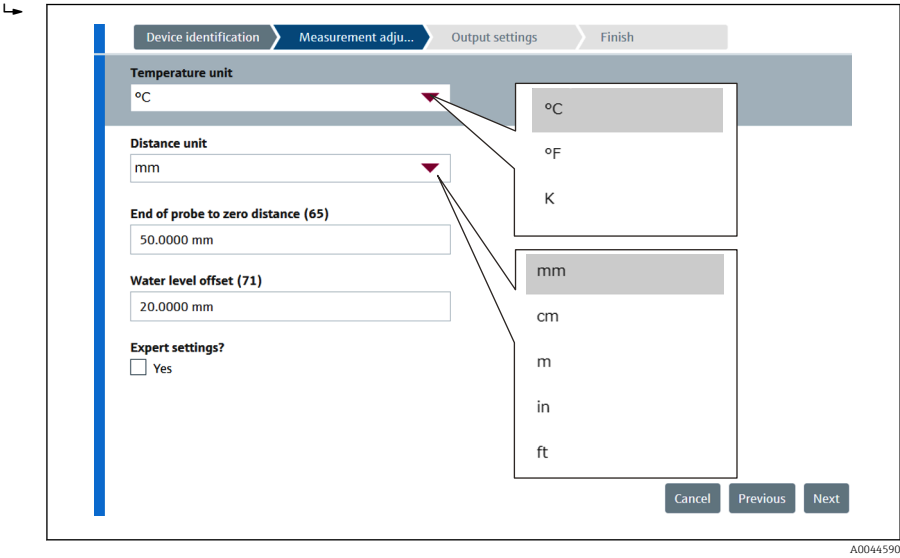 Device identification
Measurement adju...
Output settings
Finish
Temperature unit
°C
Distance unit
mm
End of probe to zero distance (65)
50.0000 mm
Water level offset (71)
20.0000 mm
Expert settings?
Yes
°C
°F
K
mm
cm
m
in
ft
Cancel
Previous
Next
A0044590